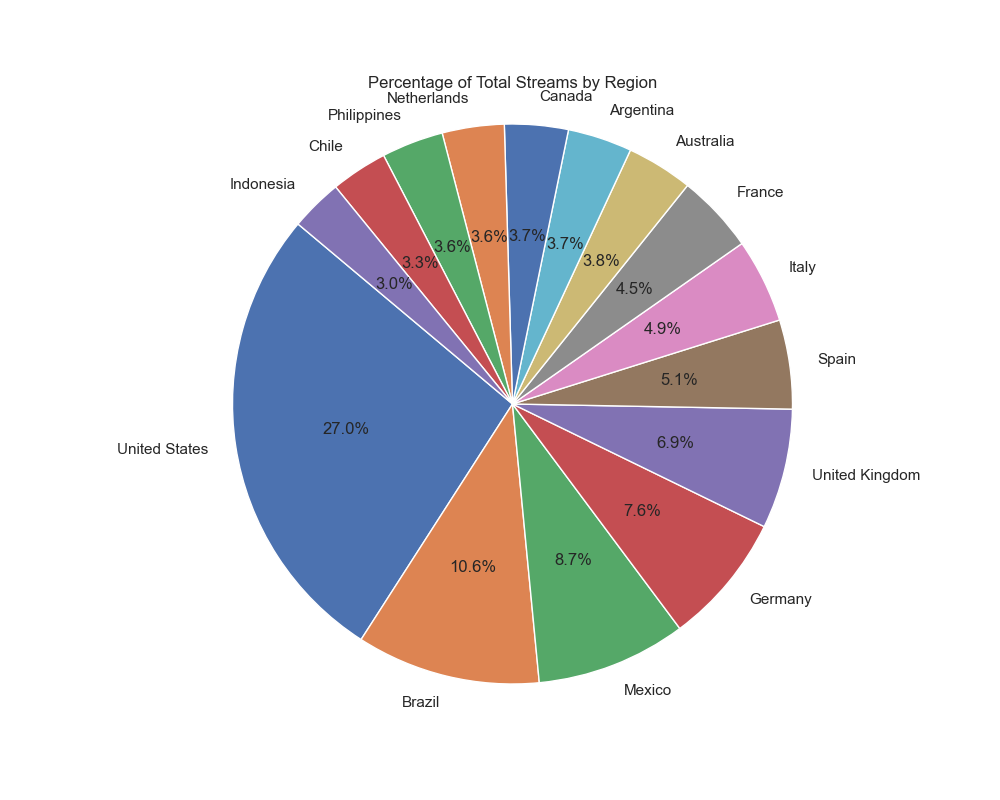 Percentage of Total Streams by Region
Netherlands
Canada
Philippines
Argentina
Chile
Australia
Indonesia
France
Italy
Spain
United States
United Kingdom
Germany
Mexico
Brazil
3.6%
3.6%
3.7%
3.7%
3.3%
3.8%
3.0%
4.5%
4.9%
5.1%
27.0%
6.9%
7.6%
8.7%
10.6%